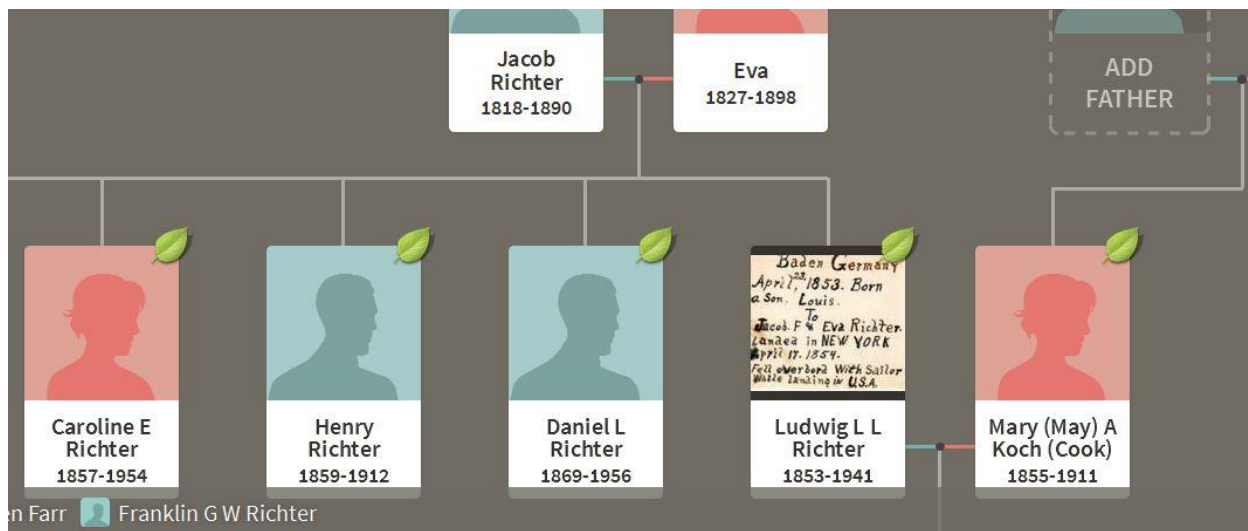 Jacob
Richter
1818-1890
Eva
1827-1898
ADD
FATHER
Caroline E
Richter
1857-1954
Henry
Richter
1859-1912
Daniel L
Richter
1869-1956
Baden Germany
April, 23 1853. Born
a Son, Louis.
To
Jacob. F & Eva Richter.
Landed in NEW YORK
April 17. 1854.
Fell overbord With Sailor
While Landing in U.S.A.
Ludwig L L
Richter
1853-1941
Mary (May) A
Koch (Cook)
1855-1911
en Farr Franklin G W Richter